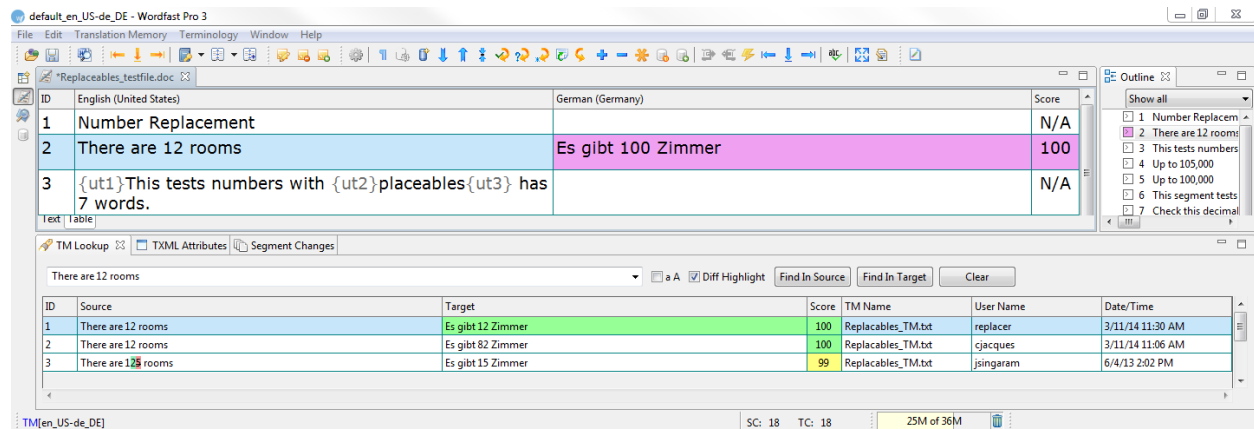 default_en_US-de_DE - Wordfast Pro 3
File Edit Translation Memory Terminology Window Help
*Replaceables_testfile.doc
ID English (United States) German (Germany) Score
1 Number Replacement N/A
2 There are 12 rooms Es gibt 100 Zimmer 100
3 {ut1}This tests numbers with {ut2}placeables{ut3} has N/A
7 words.
Text Table
Outline
Show all
1 Number Replacem
2 There are 12 rooms
3 This tests numbers
4 Up to 105,000
5 Up to 100,000
6 This segment tests
7 Check this decimal
TM Lookup TXML Attributes Segment Changes
There are 12 rooms a A Diff Highlight Find In Source Find In Target Clear
ID Source Target Score TM Name User Name Date/Time
1 There are 12 rooms Es gibt 12 Zimmer 100 Replacables_TM.txt replacer 3/11/14 11:30 AM
2 There are 12 rooms Es gibt 82 Zimmer 100 Replacables_TM.txt cjacques 3/11/14 11:06 AM
3 There are 125 rooms Es gibt 15 Zimmer 99 Replacables_TM.txt jsingaram 6/4/13 2:02 PM
TM[en_US-de_DE] SC: 18 TC: 18 25M of 36M